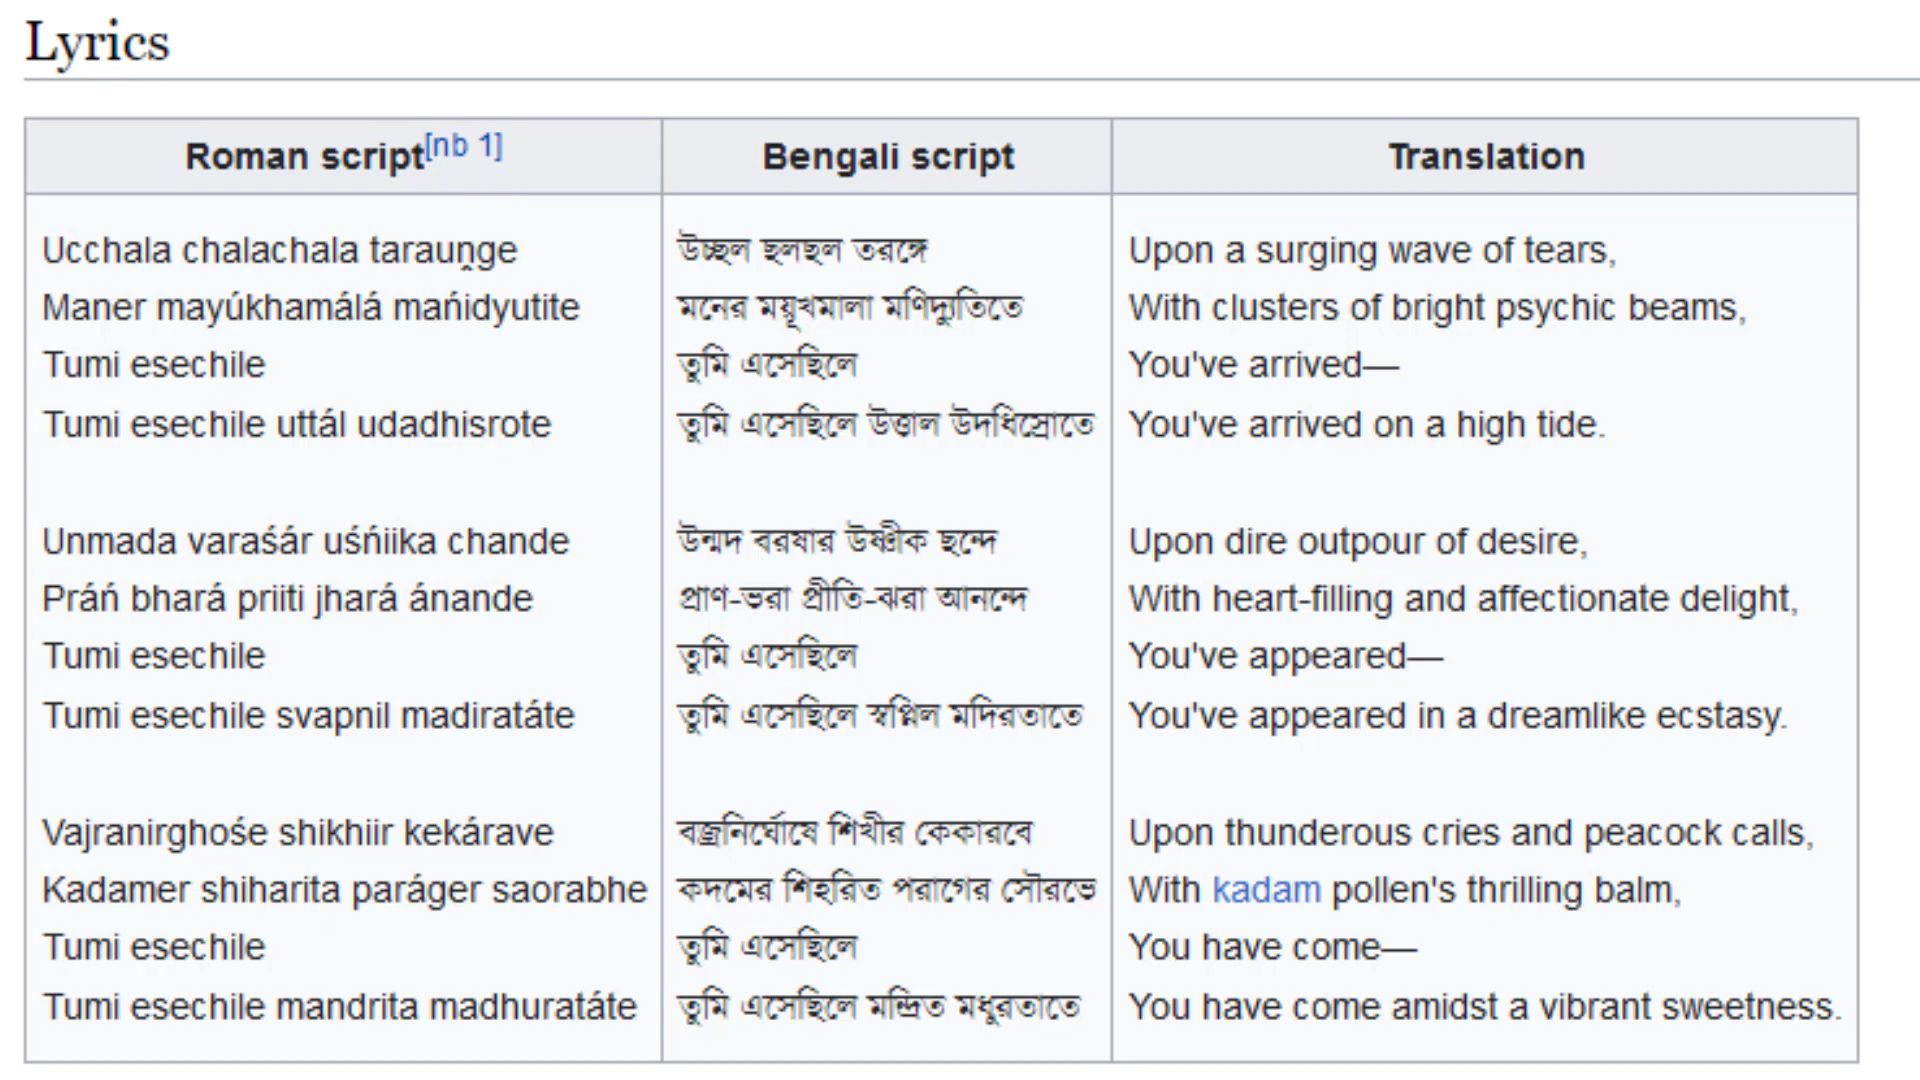 Lyrics
Roman script[nb 1] Bengali script Translation
Ucchala chalachala tarauṋge উচ্ছল ছলছল তরঙ্গে Upon a surging wave of tears,
Maner mayúkhamálá mańidyutite মনের ময়ূখমালা মণিদ্যুতিতে With clusters of bright psychic beams,
Tumi esechile তুমি এসেছিলে You've arrived—
Tumi esechile uttál udadhisrote তুমি এসেছিলে উত্তাল উদধিস্রোতে You've arrived on a high tide.
Unmada varaśár uśńiika chande উন্মদ বরষার উষ্ণীক ছন্দে Upon dire outpour of desire,
Práń bhará priiti jhará ánande প্রাণ-ভরা প্রীতি-ঝরা আনন্দে With heart-filling and affectionate delight,
Tumi esechile তুমি এসেছিলে You've appeared—
Tumi esechile svapnil madiratáte তুমি এসেছিলে স্বপ্নিল মদিরতাতে You've appeared in a dreamlike ecstasy.
Vajranirghośe shikhiir kekárave বজ্রনির্ঘোষে শিখীর কেকারবে Upon thunderous cries and peacock calls,
Kadamer shiharita paráger saorabhe কদমের শিহরিত পরাগের সৌরভে With kadam pollen's thrilling balm,
Tumi esechile তুমি এসেছিলে You have come—
Tumi esechile mandrita madhuratáte তুমি এসেছিলে মন্দ্রিত মধুরতাতে You have come amidst a vibrant sweetness.